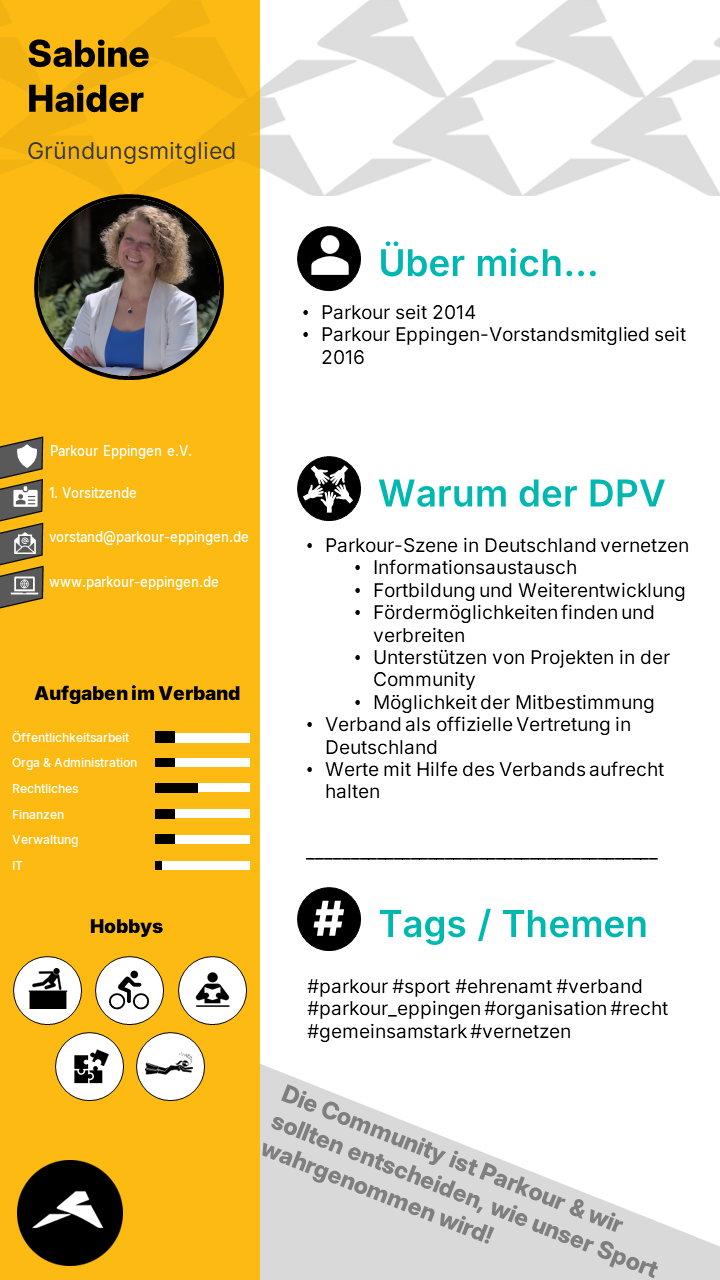 Sabine
Haider
Gründungsmitglied
Parkour Eppingen e.V.
1. Vorsitzende
vorstand@parkour-eppingen.de
www.parkour-eppingen.de
Aufgaben im Verband
Öffentlichkeitsarbeit
Orga & Administration
Rechtliches
Finanzen
Verwaltung
IT
Hobbys
Über mich...
• Parkour seit 2014
• Parkour Eppingen-Vorstandsmitglied seit
2016
Warum der DPV
• Parkour-Szene in Deutschland vernetzen
• Informationsaustausch
• Fortbildung und Weiterentwicklung
• Fördermöglichkeiten finden und
verbreiten
• Unterstützen von Projekten in der
Community
• Möglichkeit der Mitbestimmung
• Verband als offizielle Vertretung in
Deutschland
• Werte mit Hilfe des Verbands aufrecht
halten
#
Tags / Themen
#parkour #sport #ehrenamt #verband
#parkour_eppingen #organisation #recht
#gemeinsamstark #vernetzen
Die Community ist Parkour & wir
sollten entscheiden, wie unser Sport
wahrgenommen wird!